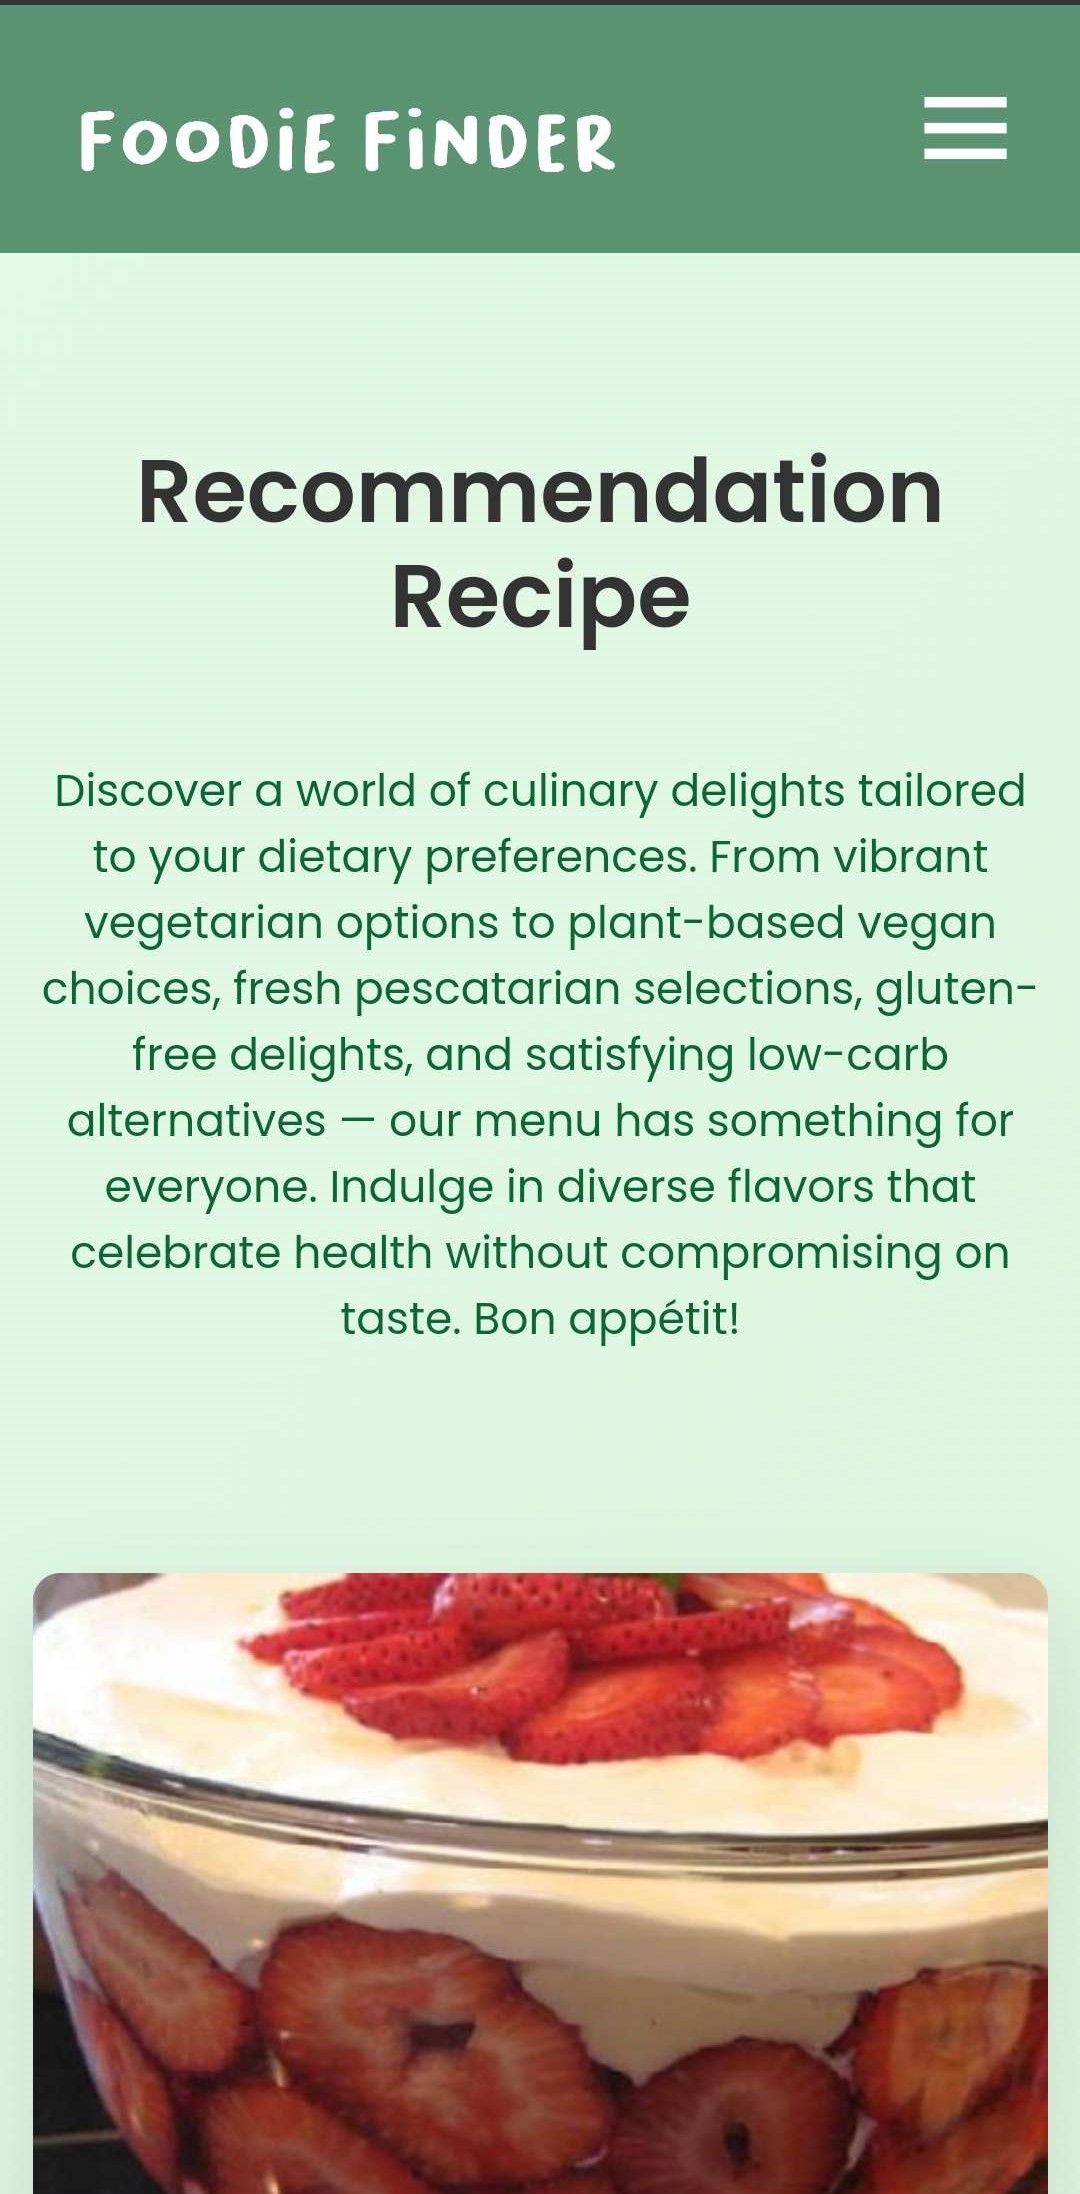 FOODiE FiNDER
Recommendation
Recipe
Discover a world of culinary delights tailored
to your dietary preferences. From vibrant
vegetarian options to plant-based vegan
choices, fresh pescatarian selections, gluten-
free delights, and satisfying low-carb
alternatives — our menu has something for
everyone. Indulge in diverse flavors that
celebrate health without compromising on
taste. Bon appétit!